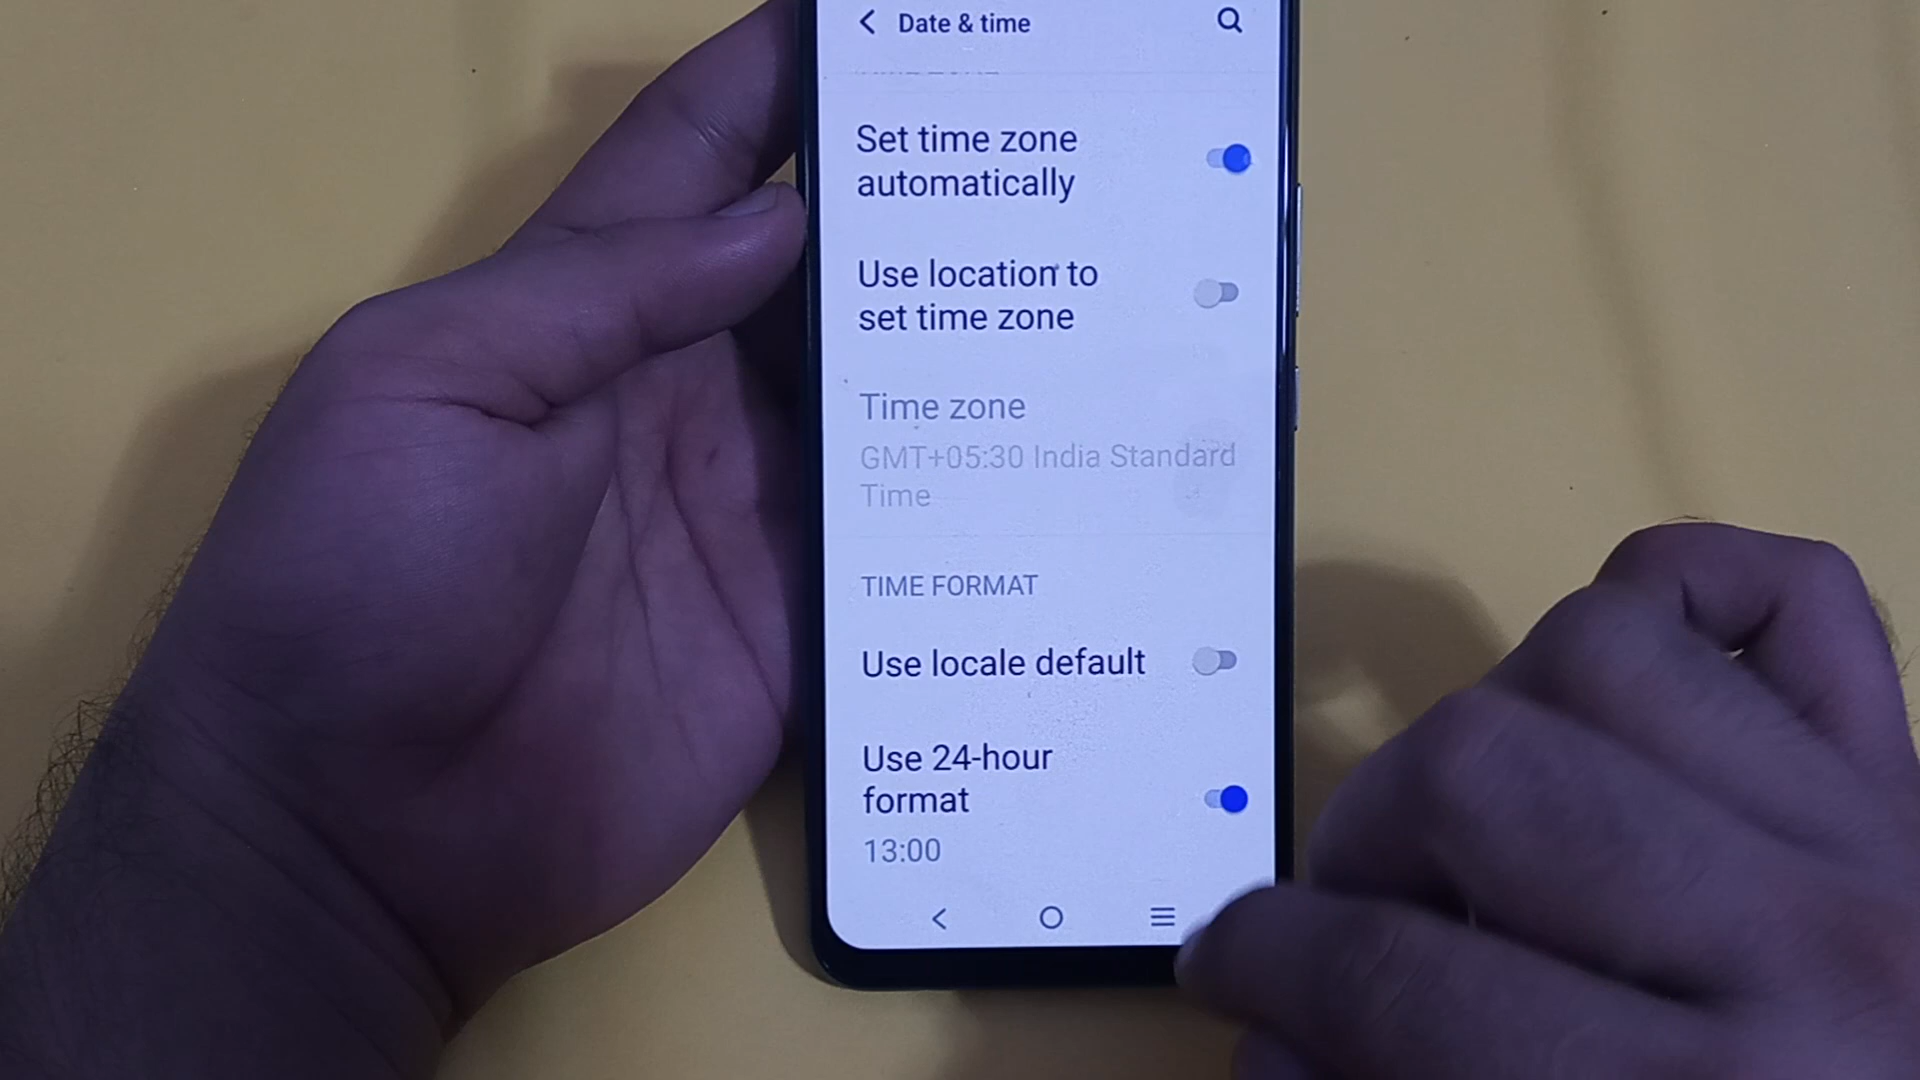 Date & time
Set time zone
automatically
Use location to
set time zone
Time zone
GMT+05:30 India Standard
Time
TIME FORMAT
Use locale default
Use 24-hour
format
13:00